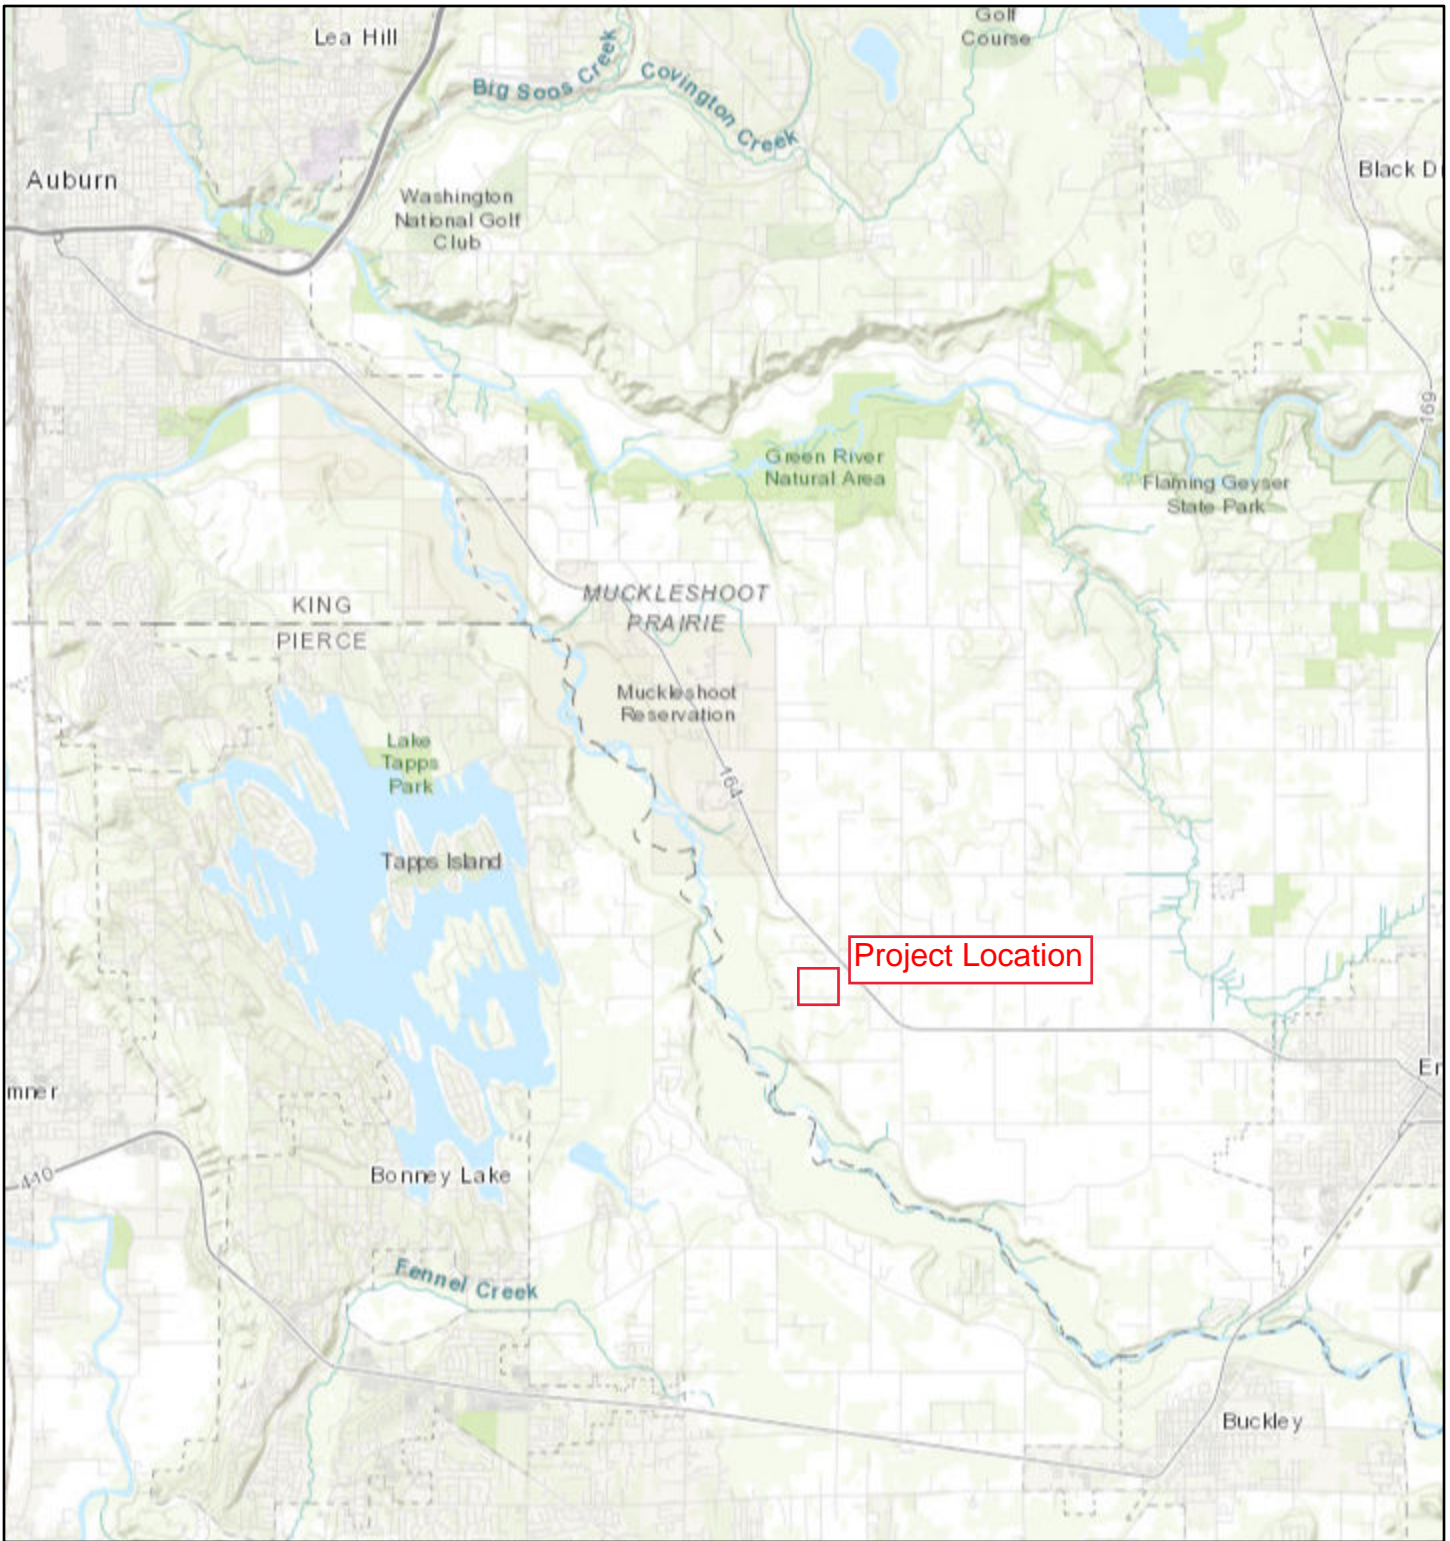 Golf
Course
Lea Hill
Big Soos Creek
Covington Creek
Black D
Auburn
Washington
National Golf
Club
169
Green River
Natural Area
Flaming Geyser
State Park
MUCKLESHOOT
PRAIRIE
KING
PIERCE
Muckleshoot
Reservation
Lake
Tapps
Park
164
Tapps Island
Project Location
Er
mner
410
Bonney Lake
Fennel Creek
Buckley